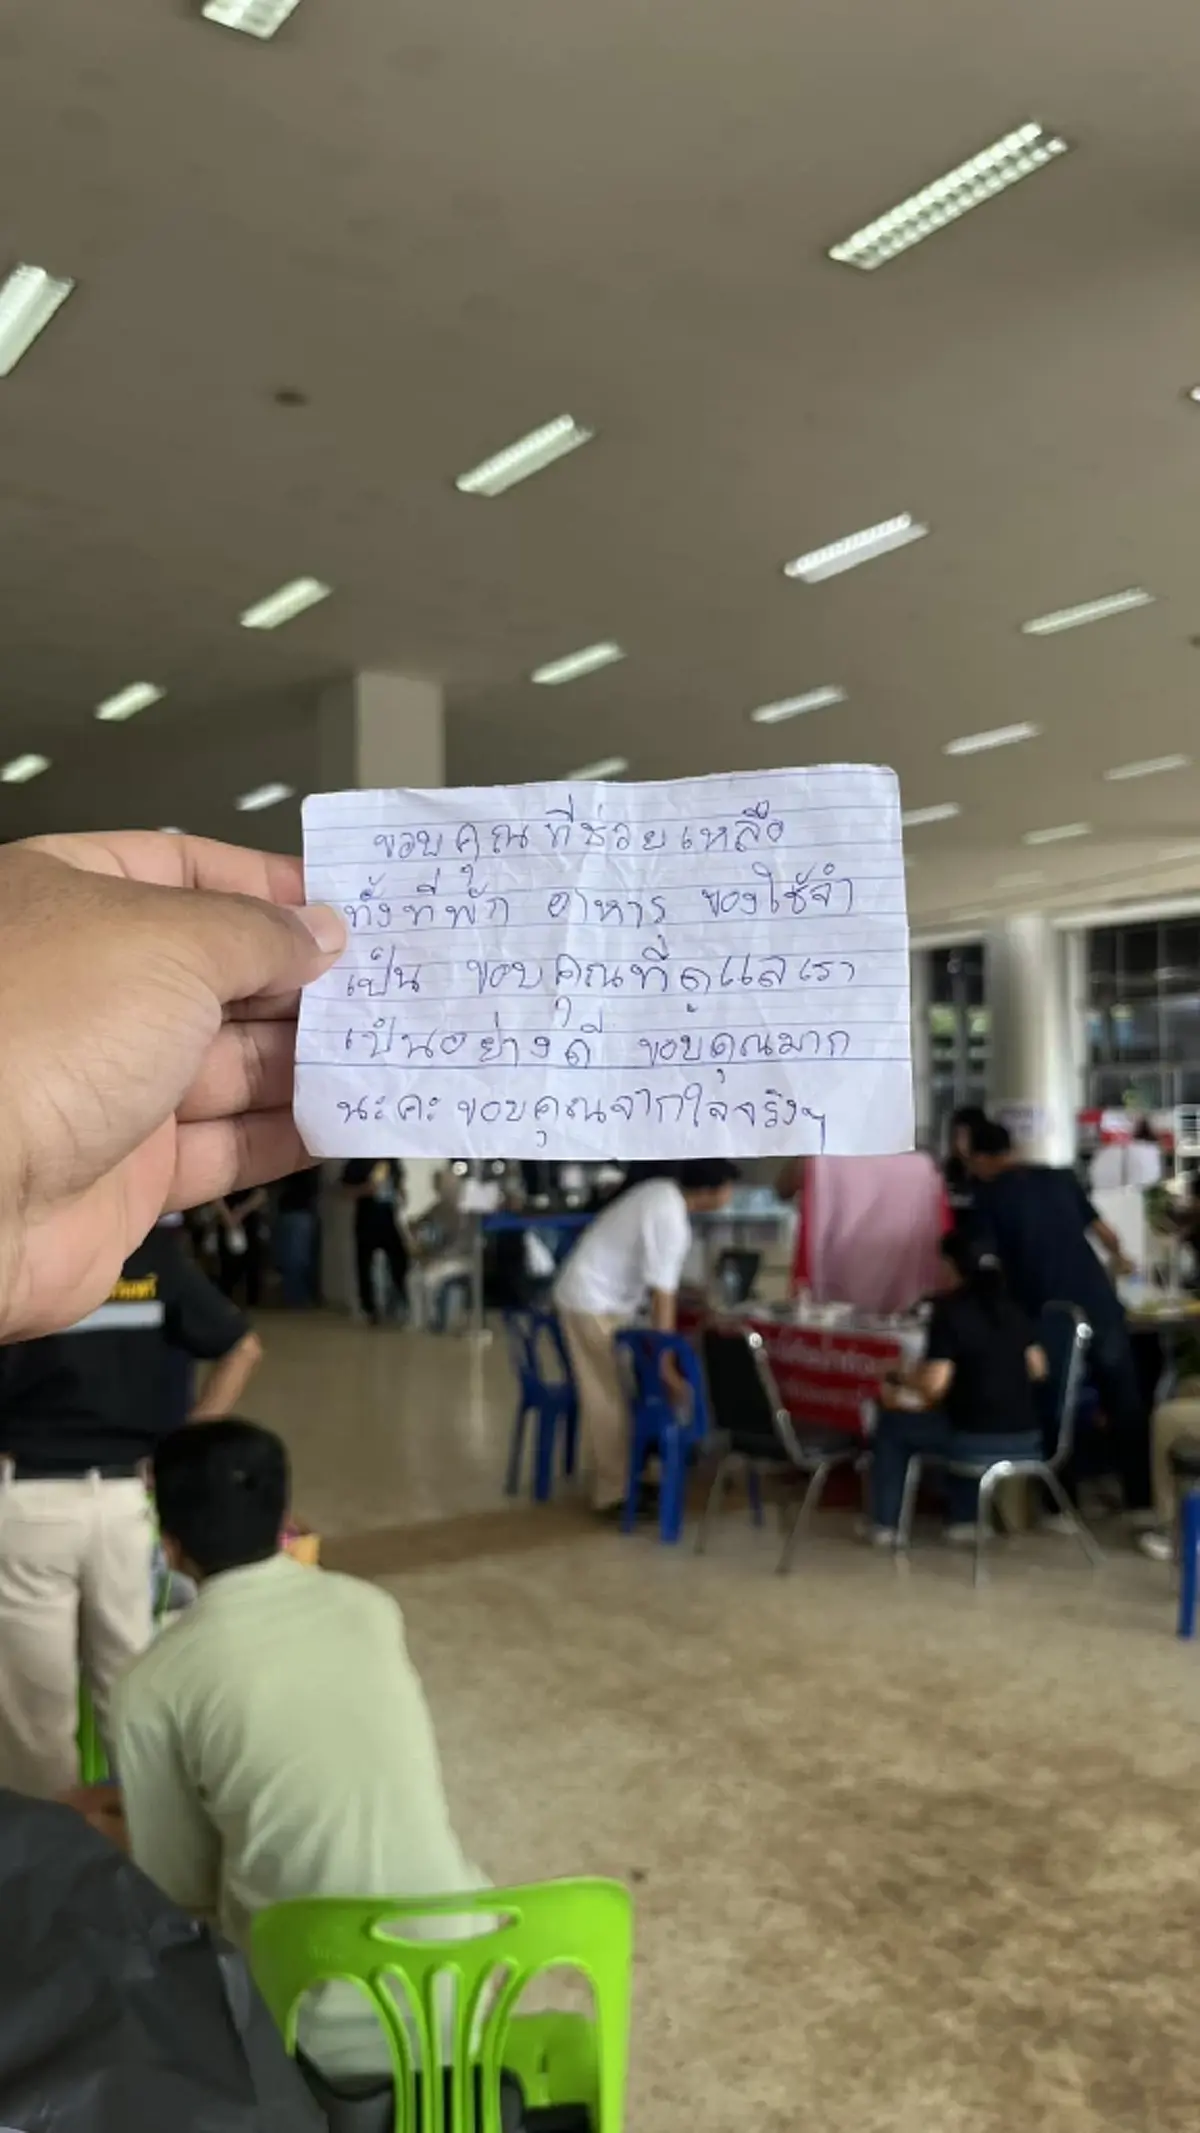 ขอบคุณที่ช่วยเหลือ
ทั้งที่พัก อาหาร ของใช้จำ
เป็น ขอบคุณที่ดูแลเรา
เป็นอย่างดี ขอบคุณมาก
นะคะ ขอบคุณจากใจจริงๆ